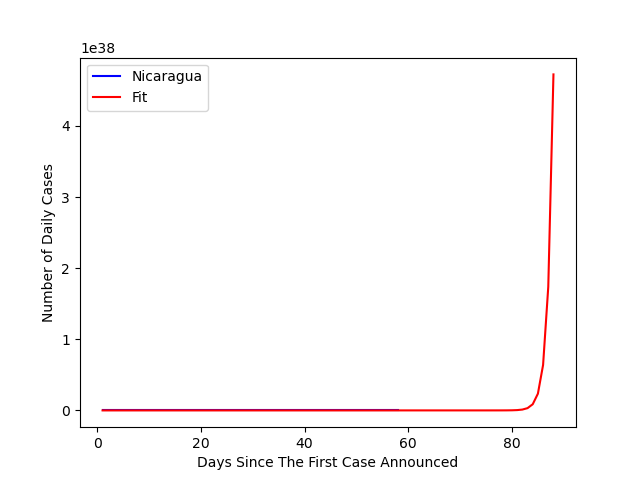 1e38
Nicaragua
Fit
Number of Daily Cases
4
3
2
1
0
0
20
40
60
80
Days Since The First Case Announced